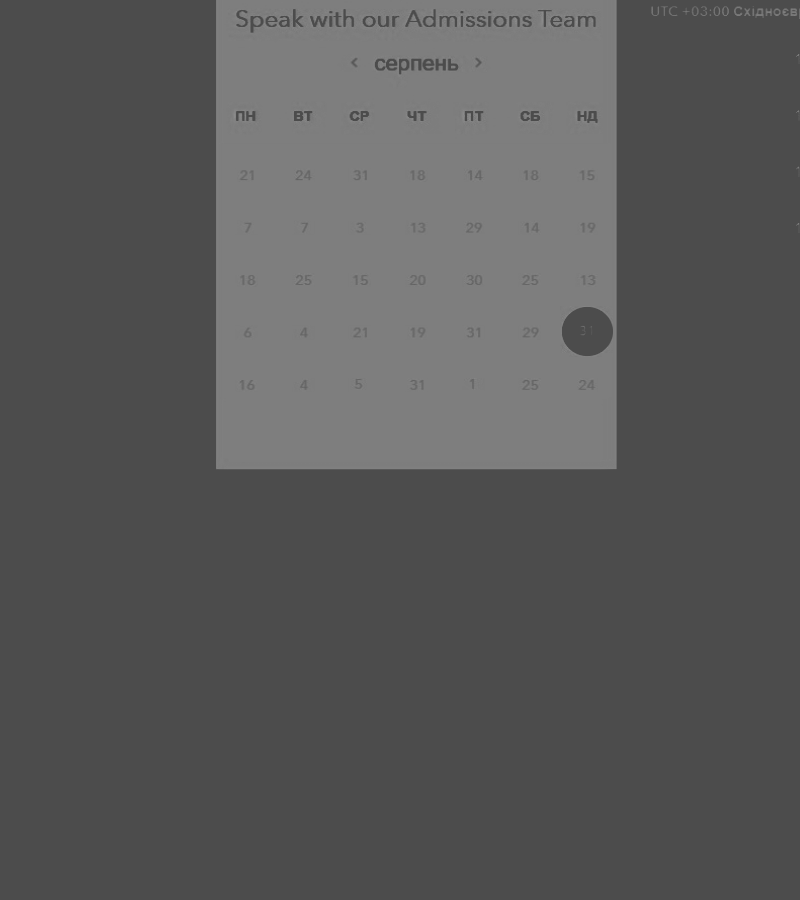 Speak with our Admissions Team
UTC +03:00
‹ серпень ›
ПН ВТ СР ЧТ ПТ СБ НД
21 24 31 18 14 18 15
7 7 3 13 29 14 19
18 25 15 20 30 25 13
6 4 21 19 31 29 31
16 4 5 31 1 25 24